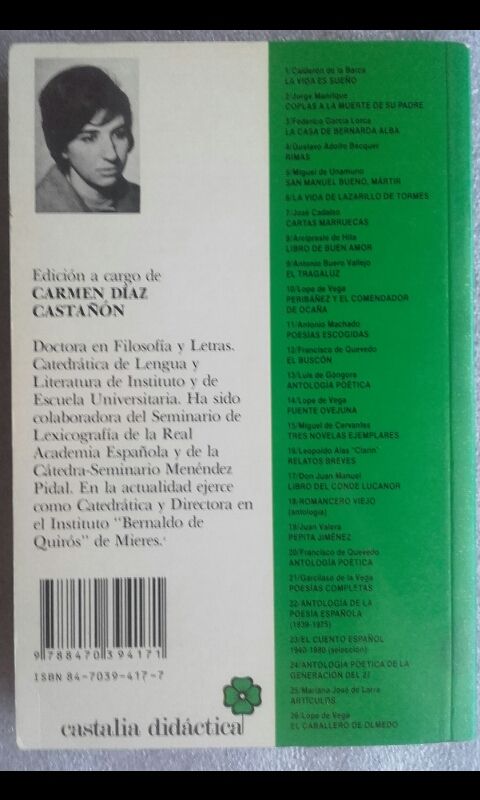 Edición a cargo de
CARMEN DÍAZ
CASTAÑÓN
Doctora en Filosofía y Letras.
Catedrática de Lengua y
Literatura de Instituto y de
Escuela Universitaria. Ha sido
colaboradora del Seminario de
Lexicografía de la Real
Academia Española y de la
Cátedra-Seminario Menéndez
Pidal. En la actualidad ejerce
como Catedrática y Directora en
el Instituto "Bernaldo de
Quirós" de Mieres.
9 788470 394171
ISBN 84-7039-417-7
castalia didáctica
1/Calderón de la Barca
LA VIDA ES SUEÑO
2/Jorge Manrique
COPLAS A LA MUERTE DE SU PADRE
3/Federico García Lorca
LA CASA DE BERNARDA ALBA
4/Gustavo Adolfo Bécquer
RIMAS
5/Miguel de Unamuno
SAN MANUEL BUENO, MÁRTIR
6/LA VIDA DE LAZARILLO DE TORMES
7/José Cadalso
CARTAS MARRUECAS
8/Arcipreste de Hita
LIBRO DE BUEN AMOR
9/Antonio Buero Vallejo
EL TRAGALUZ
10/Lope de Vega
PERIBÁÑEZ Y EL COMENDADOR
DE OCAÑA
11/Antonio Machado
POESÍAS ESCOGIDAS
12/Francisco de Quevedo
EL BUSCÓN
13/Luis de Góngora
ANTOLOGÍA POÉTICA
14/Lope de Vega
FUENTE OVEJUNA
15/Miguel de Cervantes
TRES NOVELAS EJEMPLARES
16/Leopoldo Alas "Clarín"
RELATOS BREVES
17/Don Juan Manuel
LIBRO DEL CONDE LUCANOR
18/ROMANCERO VIEJO
(antología)
19/Juan Valera
PEPITA JIMÉNEZ
20/Francisco de Quevedo
ANTOLOGÍA POÉTICA
21/Garcilaso de la Vega
POESÍAS COMPLETAS
22/ANTOLOGÍA DE LA
POESÍA ESPAÑOLA
(1939-1975)
23/EL CUENTO ESPAÑOL
1940-1980 (selección)
24/ANTOLOGÍA POÉTICA DE LA
GENERACIÓN DEL 27
25/Mariano José de Larra
ARTÍCULOS
26/Lope de Vega
EL CABALLERO DE OLMEDO